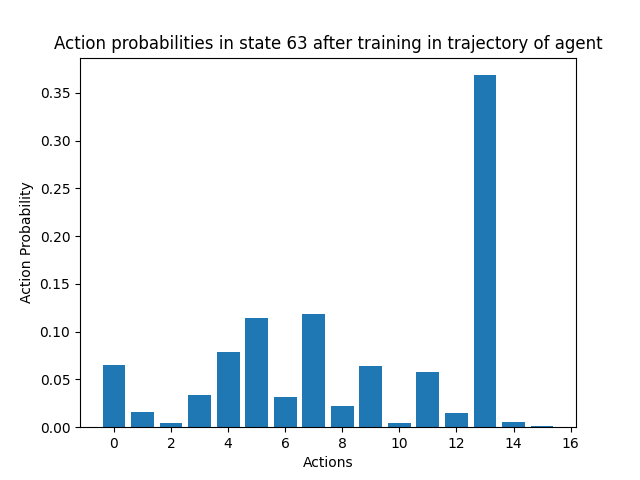 Action probabilities in state 63 after training in trajectory of agent
0.35
0.30
0.25
0.20
0.15
0.10
0.05
0.00
Action Probability
0 2 4 6 8 10 12 14 16
Actions